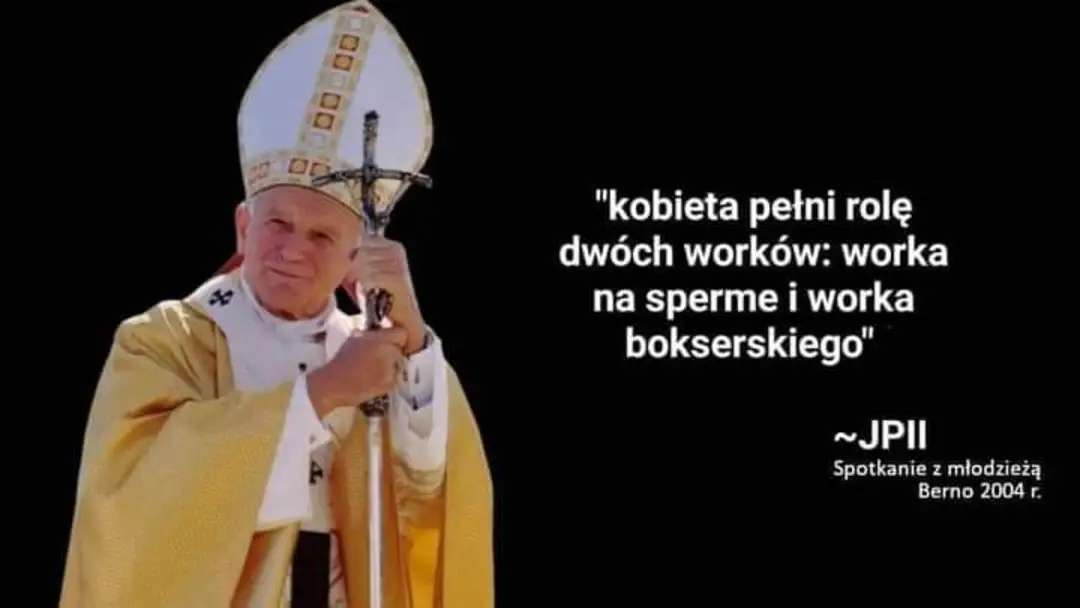 "kobieta pełni rolę
dwóch worków: worka
na sperme i worka
bokserskiego"
~JPII
Spotkanie z młodzieżą
Berno 2004 r.